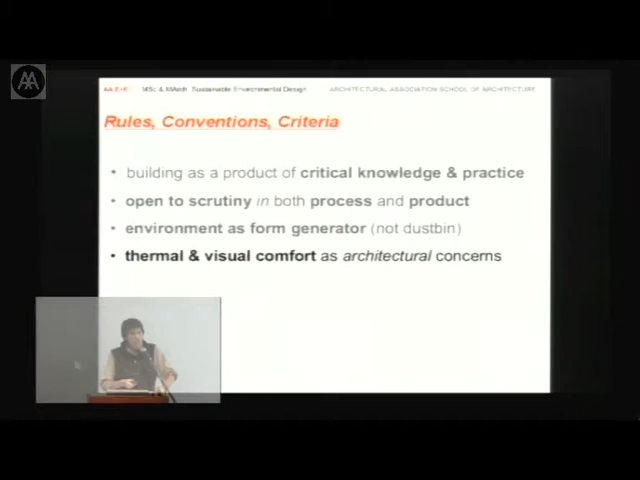 AA
AA E+E MSc & MArch Sustainable Environmental Design ARCHITECTURAL ASSOCIATION SCHOOL OF ARCHITECTURE
Rules, Conventions, Criteria
• building as a product of critical knowledge & practice
• open to scrutiny in both process and product
• environment as form generator (not dustbin)
• thermal & visual comfort as architectural concerns